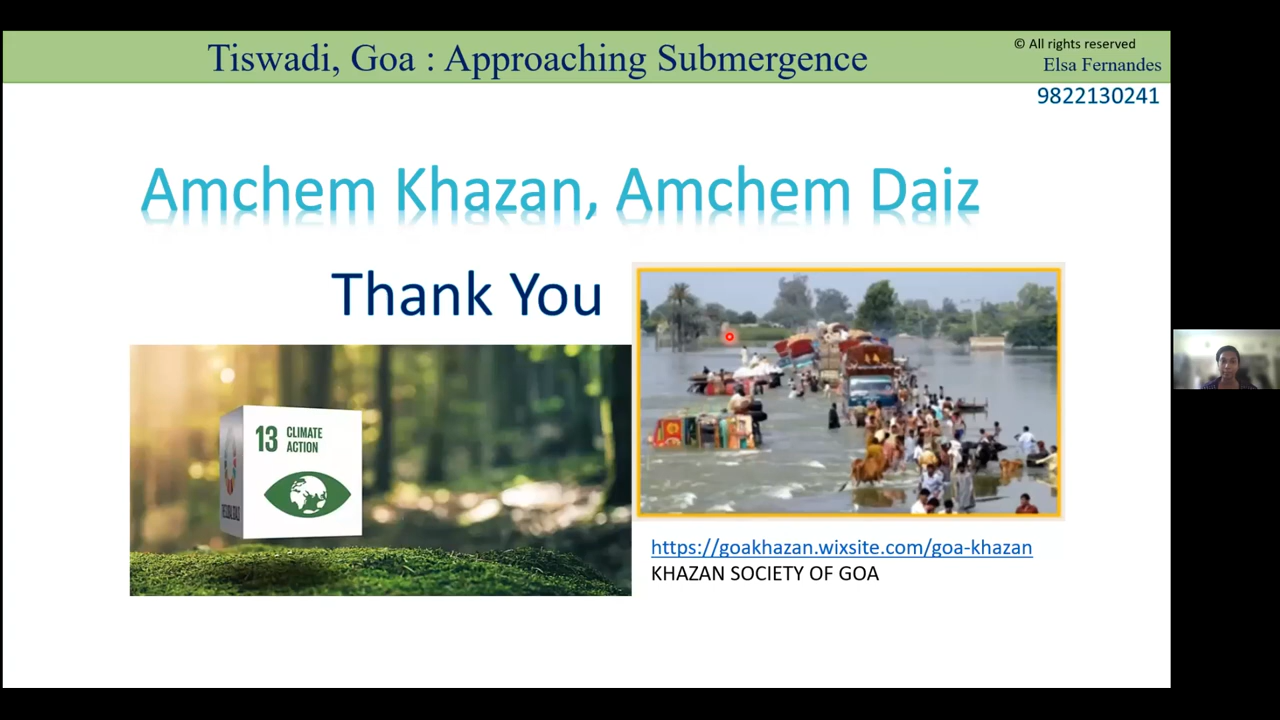 Tiswadi, Goa : Approaching Submergence
© All rights reserved
Elsa Fernandes
9822130241
Amchem Khazan, Amchem Daiz
Thank You
13 CLIMATE
ACTION
https://goakhazan.wixsite.com/goa-khazan
KHAZAN SOCIETY OF GOA